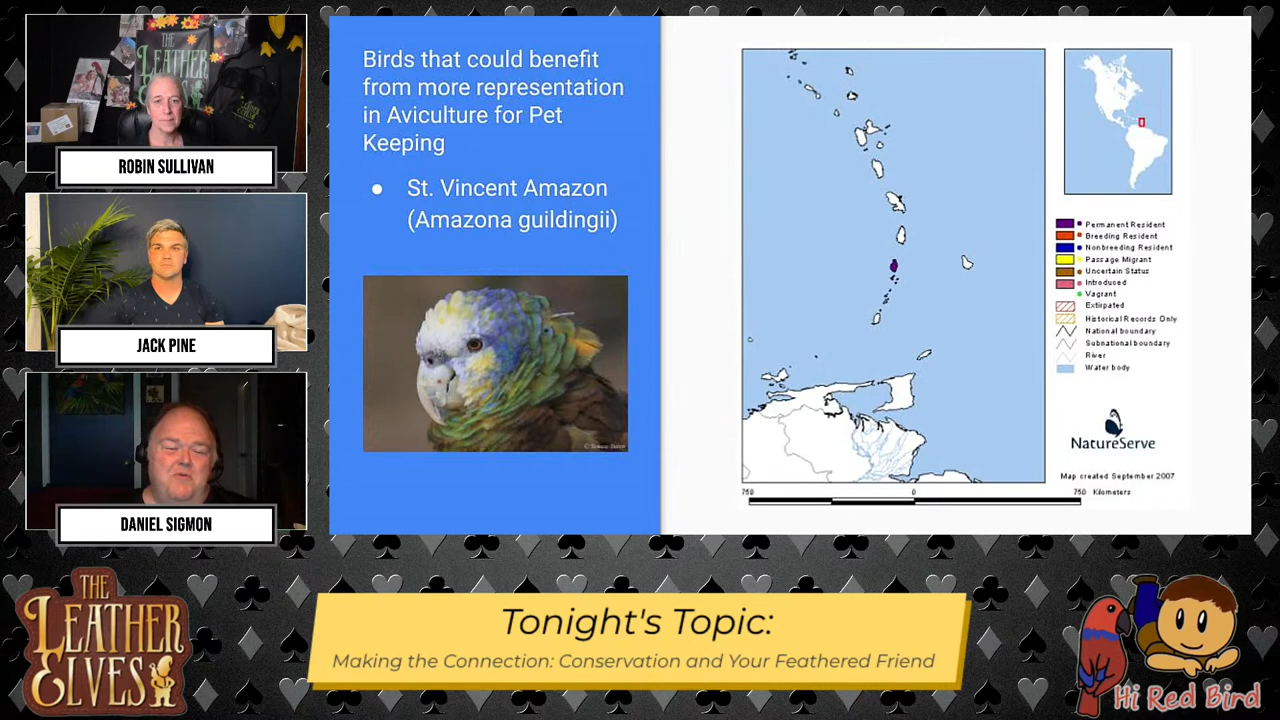 THE
LEATHER
ELVES
ROBIN SULLIVAN
JACK PINE
DANIEL SIGMON
Birds that could benefit
from more representation
in Aviculture for Pet
Keeping
● St. Vincent Amazon
(Amazona guildingii)
Permanent Resident
Breeding Resident
Nonbreeding Resident
Passage Migrant
Uncertain Status
Introduced
Vagrant
Extirpated
Historical Records Only
National boundary
Subnational boundary
River
Water body
NatureServe
Map created September 2007
750 0 750 Kilometers
THE
LEATHER
ELVES
Tonight's Topic:
Making the Connection: Conservation and Your Feathered Friend
Hi Red Bird